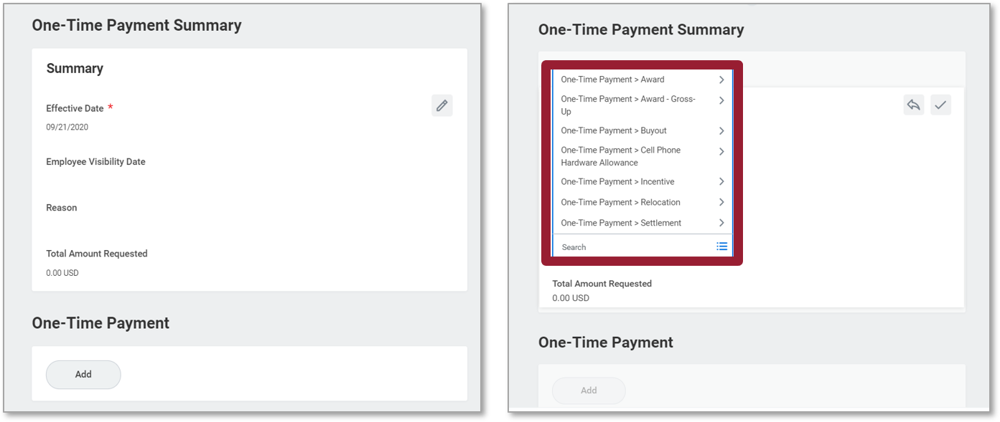 One-Time Payment Summary
Summary
Effective Date *
09/21/2020
Employee Visibility Date
Reason
Total Amount Requested
0.00 USD
One-Time Payment
Add
One-Time Payment Summary
One-Time Payment > Award
One-Time Payment > Award - Gross-
Up
One-Time Payment > Buyout
One-Time Payment > Cell Phone
Hardware Allowance
One-Time Payment > Incentive
One-Time Payment > Relocation
One-Time Payment > Settlement
Search
Total Amount Requested
0.00 USD
One-Time Payment
Add